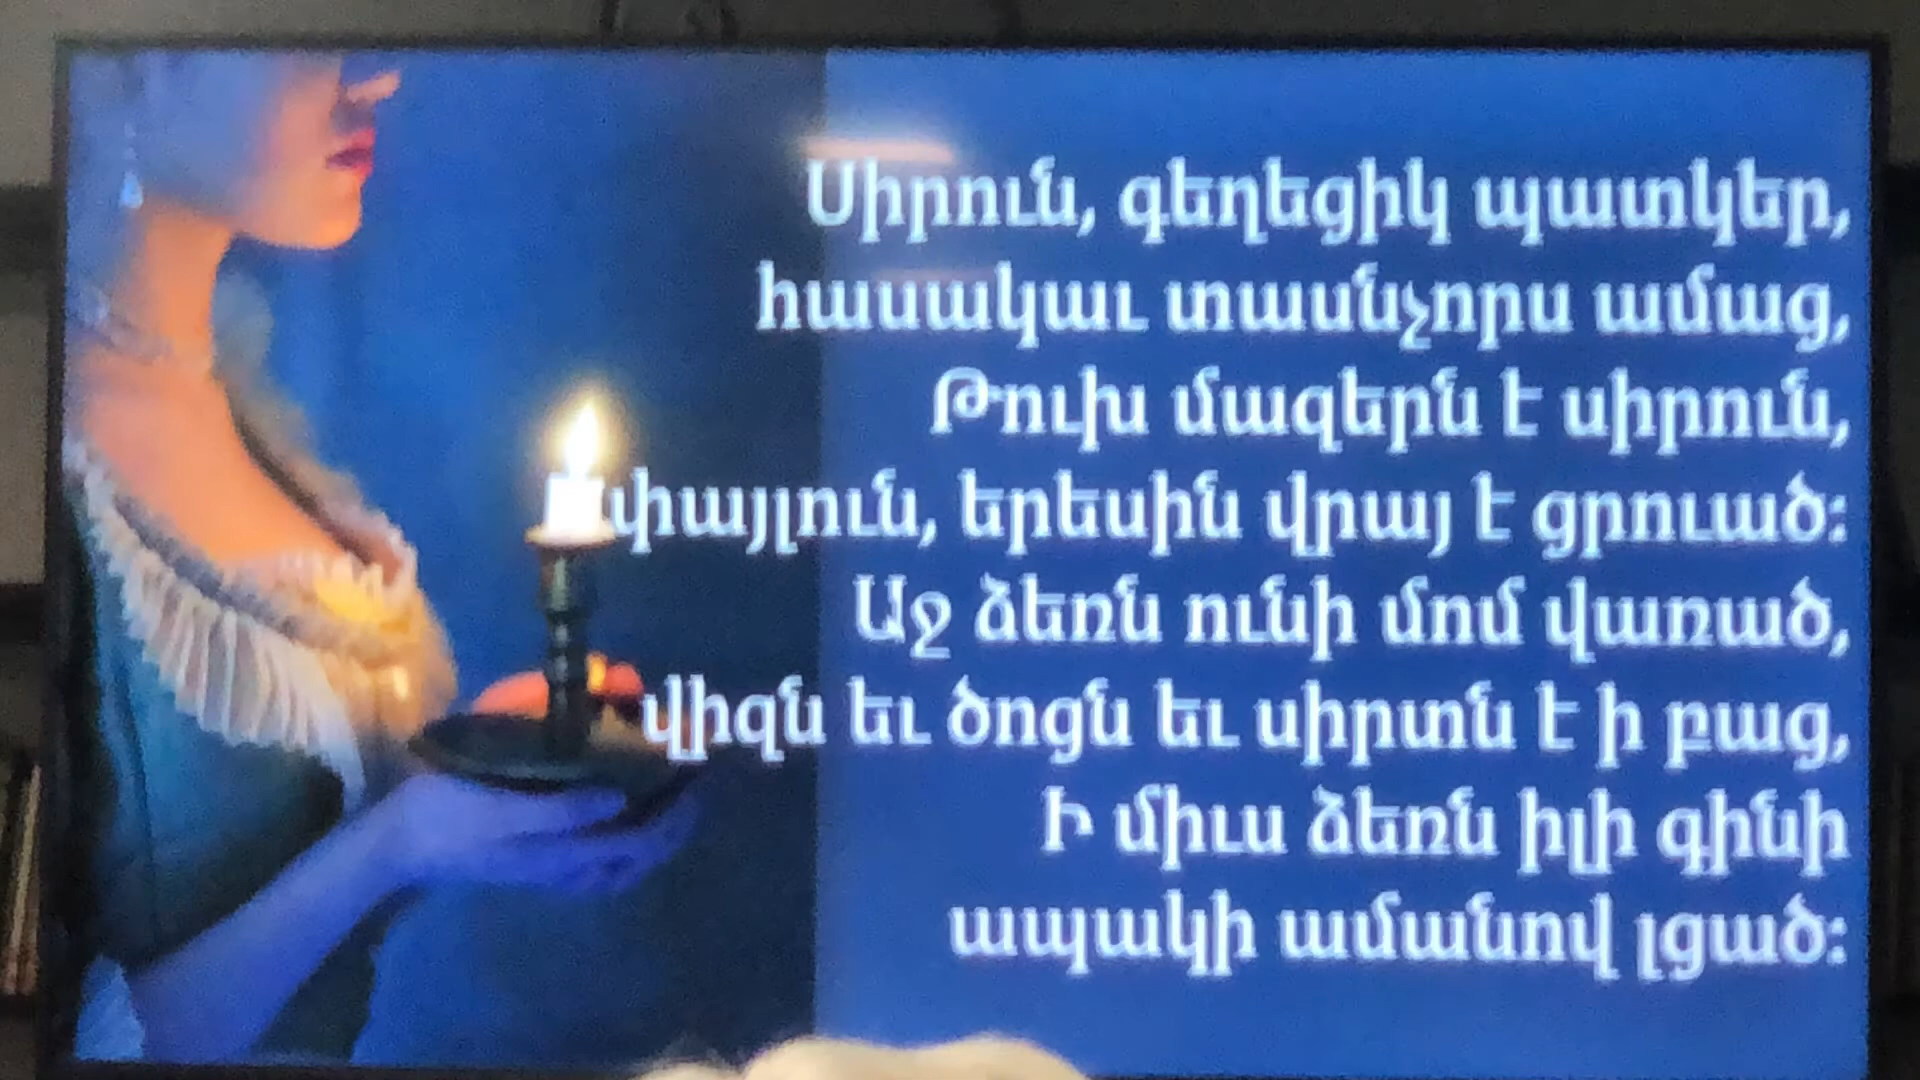 Սիրուն, գեղեցիկ պատկեր,
հասակաւ տասնչորս ամաց,
Թուխ մազերն է սիրուն,
փայլուն, երեսին վրայ է ցրուած:
Աջ ձեռն ունի մոմ վառած,
վիզն եւ ծոցն եւ սիրտն է ի բաց,
Ի միւս ձեռն իլի գինի
ապակի ամանով լցած: